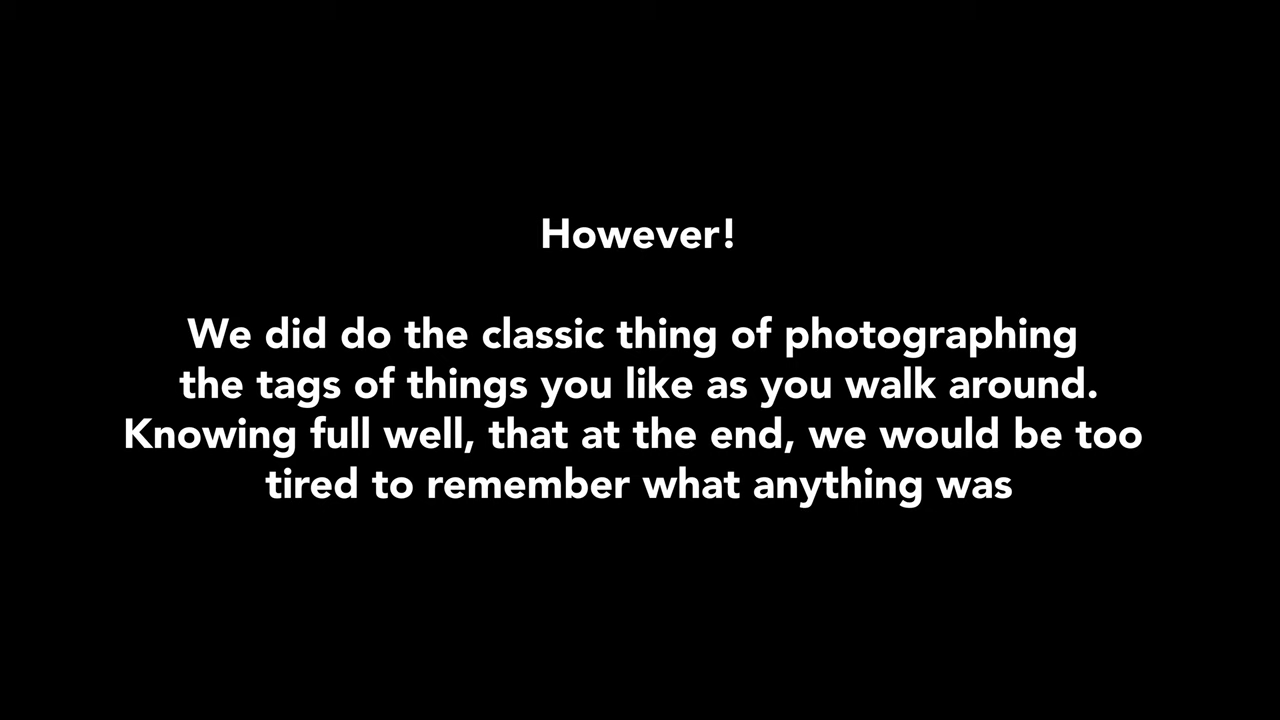 However!
We did do the classic thing of photographing
the tags of things you like as you walk around.
Knowing full well, that at the end, we would be too
tired to remember what anything was